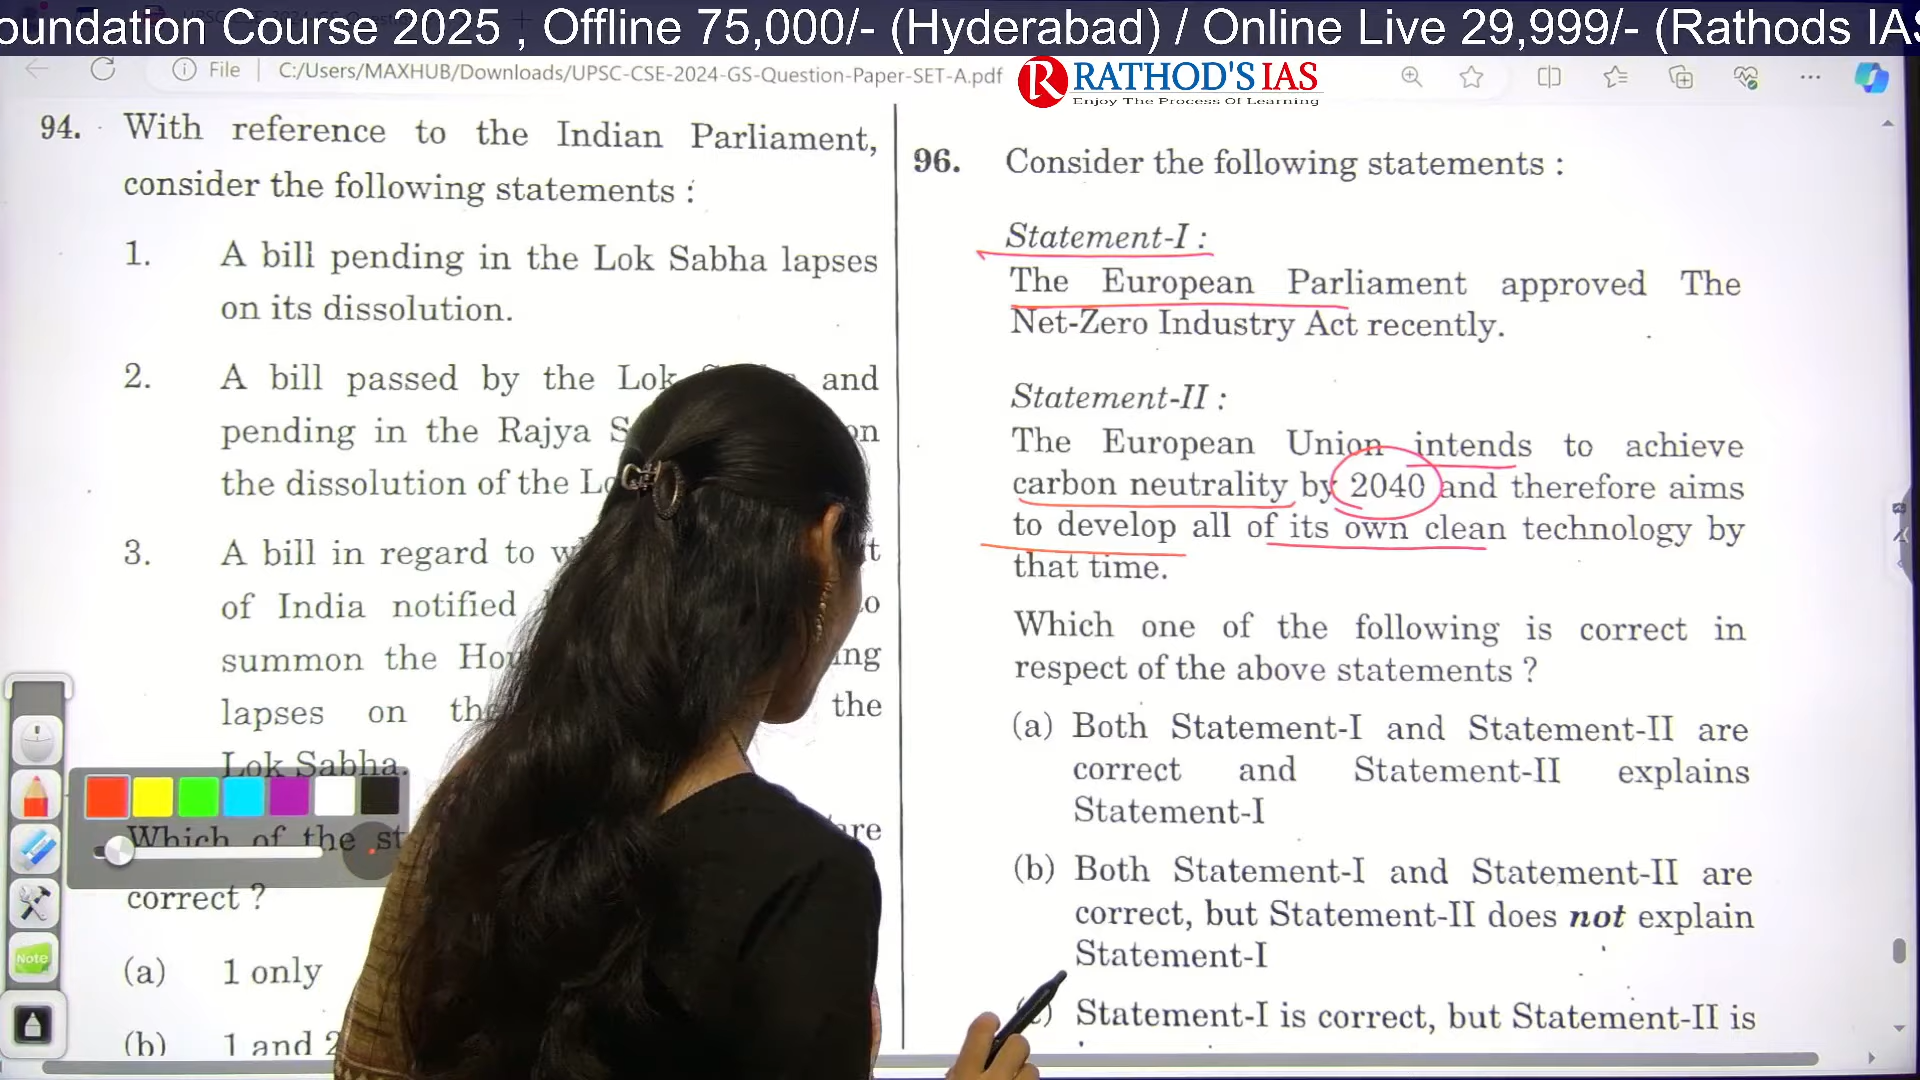 oundation Course 2025 , Offline 75,000/- (Hyderabad) / Online Live 29,999/- (Rathods IAS
File | C:/Users/MAXHUB/Downloads/UPSC-CSE-2024-GS-Question-Paper-SET-A.pdf
RATHOD'S IAS
Enjoy The Process Of Learning
94. With reference to the Indian Parliament,
consider the following statements :
1. A bill pending in the Lok Sabha lapses
on its dissolution.
2. A bill passed by the Lok and
pending in the Rajya
the dissolution of the
3. A bill in regard to
of India notified
summon the
lapses on the
Lok Sabha.
Which of the
correct ?
(a) 1 only
(b) 1 and 2
96. Consider the following statements :
Statement-I :
The European Parliament approved The
Net-Zero Industry Act recently.
Statement-II :
The European Union intends to achieve
carbon neutrality by 2040 and therefore aims
to develop all of its own clean technology by
that time.
Which one of the following is correct in
respect of the above statements ?
(a) Both Statement-I and Statement-II are
correct and Statement-II explains
Statement-I
(b) Both Statement-I and Statement-II are
correct, but Statement-II does not explain
Statement-I
Statement-I is correct, but Statement-II is
Note